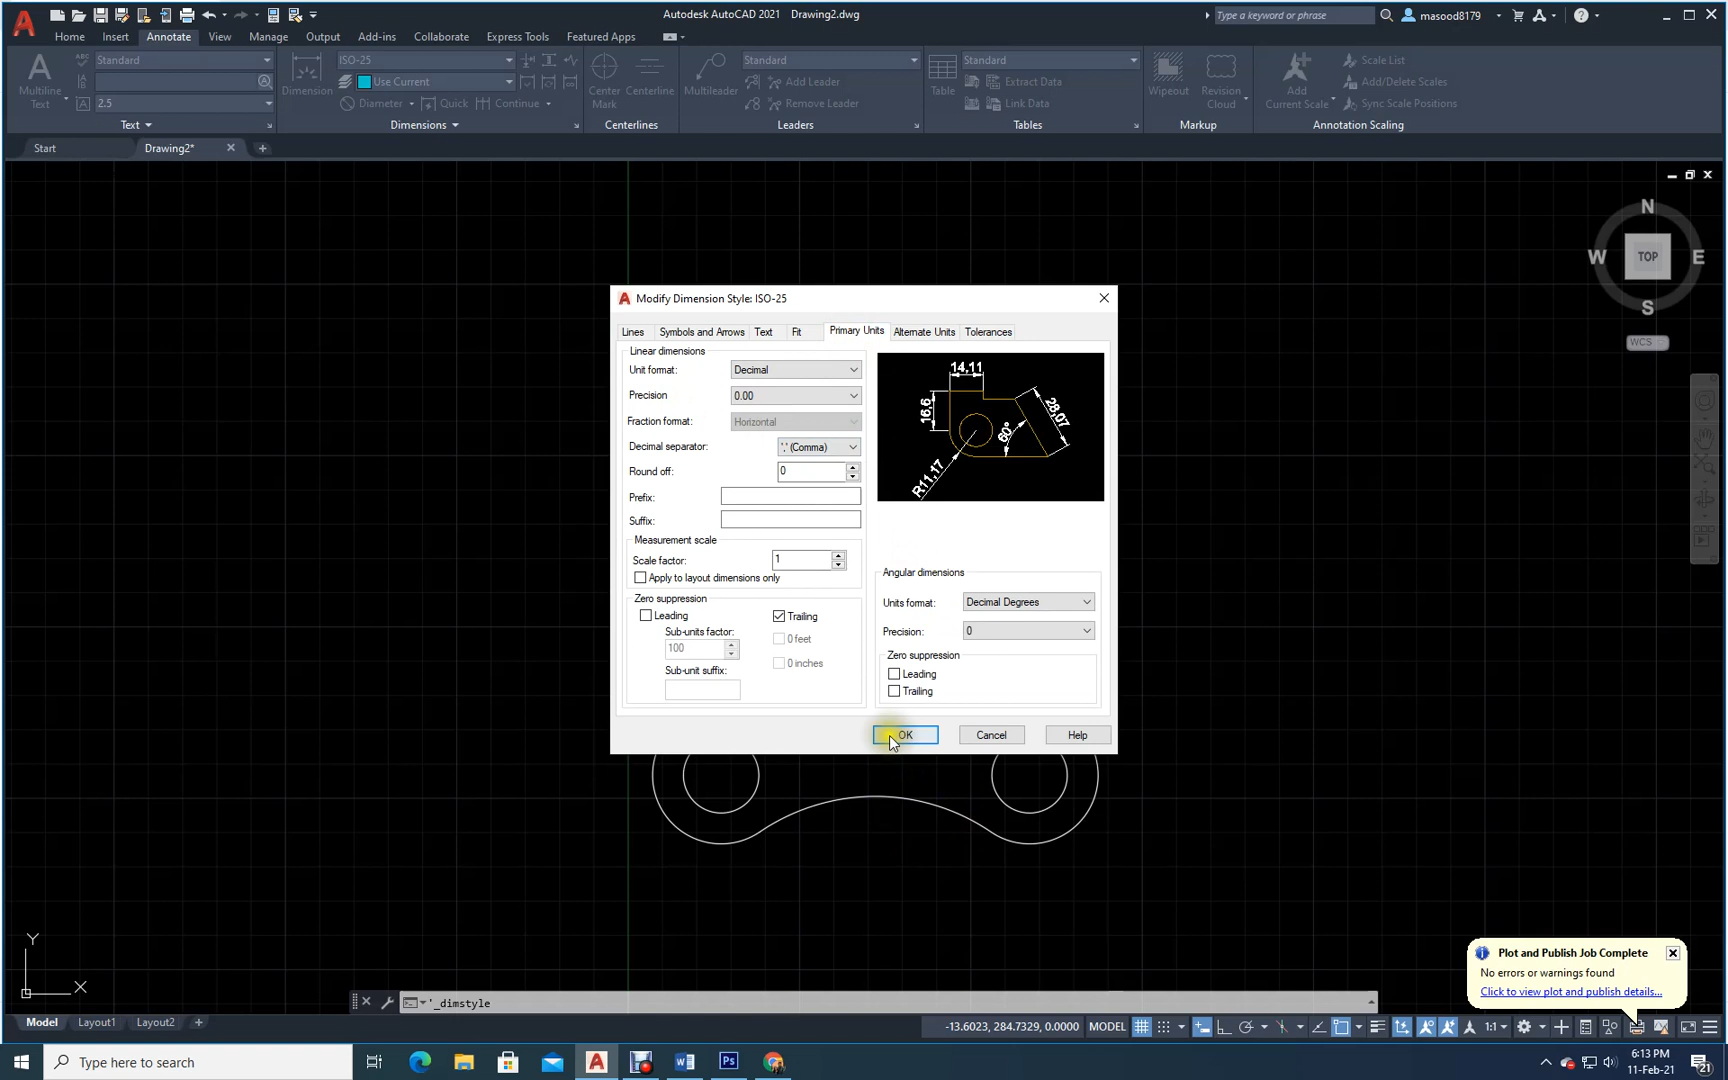 Autodesk AutoCAD 2021 Drawing2.dwg
Type a keyword or phrase
masood8179
Home Insert Annotate View Manage Output Add-ins Collaborate Express Tools Featured Apps
Standard
ISO-25
Standard
Standard
Use Current
2.5
Multiline Text
Dimension
Diameter
Quick
Continue
Center Mark
Centerline
Multileader
Add Leader
Remove Leader
Table
Extract Data
Link Data
Wipeout
Revision Cloud
Add Current Scale
Scale List
Add/Delete Scales
Sync Scale Positions
Text Dimensions Centerlines Leaders Tables Markup Annotation Scaling
Start Drawing2*
N
W TOP E
S
WCS
Modify Dimension Style: ISO-25
Lines Symbols and Arrows Text Fit Primary Units Alternate Units Tolerances
Linear dimensions
Unit format: Decimal
Precision 0.00
Fraction format: Horizontal
Decimal separator: ',' (Comma)
Round off: 0
Prefix:
Suffix:
Measurement scale
Scale factor: 1
Apply to layout dimensions only
Zero suppression
Leading
Trailing
Sub-units factor:
0 feet
100
0 inches
Sub-unit suffix:
14,11
16,6
28,07
60°
R11,17
Angular dimensions
Units format: Decimal Degrees
Precision: 0
Zero suppression
Leading
Trailing
OK Cancel Help
Y
X
'_dimstyle
Plot and Publish Job Complete
No errors or warnings found
Click to view plot and publish details...
Model Layout1 Layout2
-13.6023, 284.7329, 0.0000 MODEL
1:1
Type here to search
6:13 PM
11-Feb-21
21